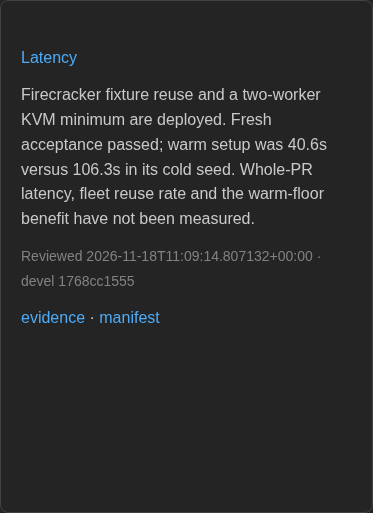 Latency
Firecracker fixture reuse and a two-worker
KVM minimum are deployed. Fresh
acceptance passed; warm setup was 40.6s
versus 106.3s in its cold seed. Whole-PR
latency, fleet reuse rate and the warm-floor
benefit have not been measured.
Reviewed 2026-11-18T11:09:14.807132+00:00 ·
devel 1768cc1555
evidence · manifest